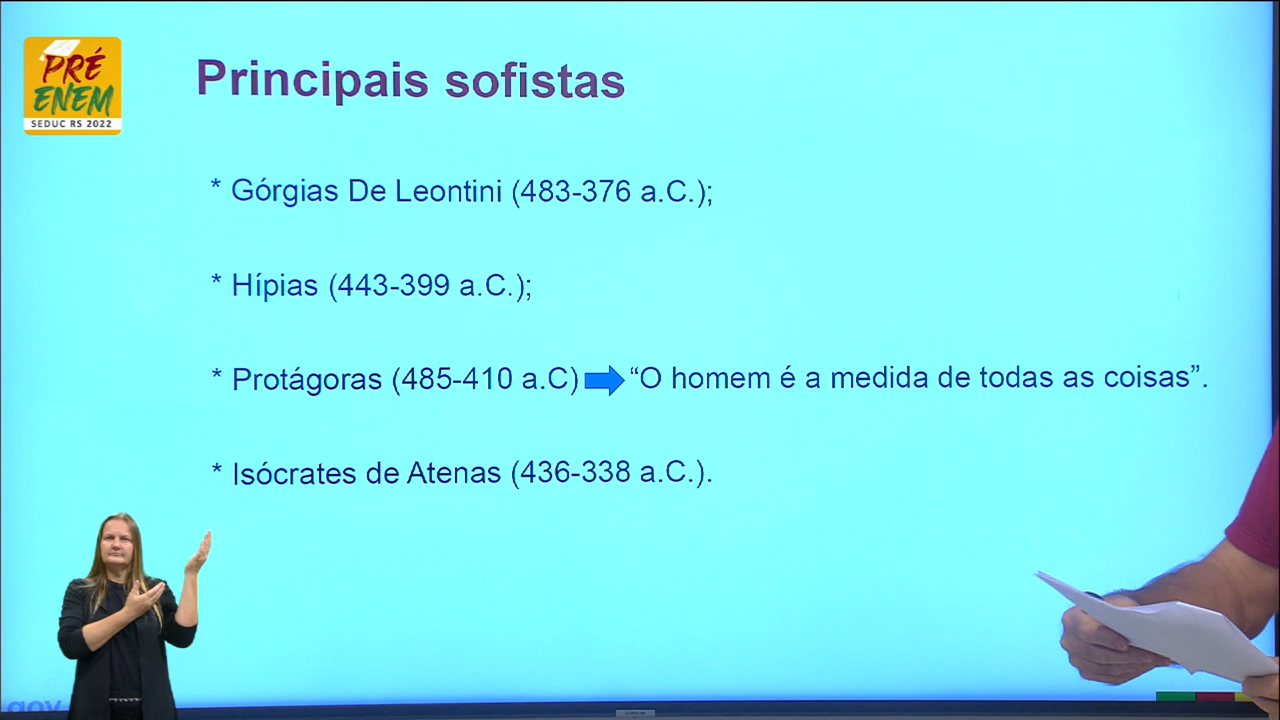 PRÉ
ENEM
SEDUC RS 2022
Principais sofistas
* Górgias De Leontini (483-376 a.C.);
* Hípias (443-399 a.C.);
* Protágoras (485-410 a.C) “O homem é a medida de todas as coisas”.
* Isócrates de Atenas (436-338 a.C.).
gov